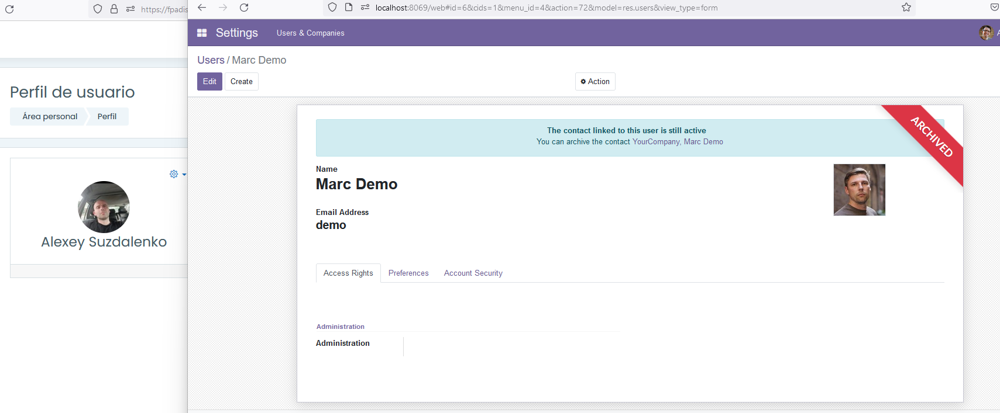 https://fpadis
Perfil de usuario
Área personal
Perfil
Alexey Suzdalenko
localhost:8069/web#id=6&cids=1&menu_id=4&action=72&model=res.users&view_type=form
Settings
Users & Companies
A
Users / Marc Demo
Edit
Create
Action
ARCHIVED
The contact linked to this user is still active
You can archive the contact YourCompany, Marc Demo
Name
Marc Demo
Email Address
demo
Access Rights
Preferences
Account Security
Administration
Administration